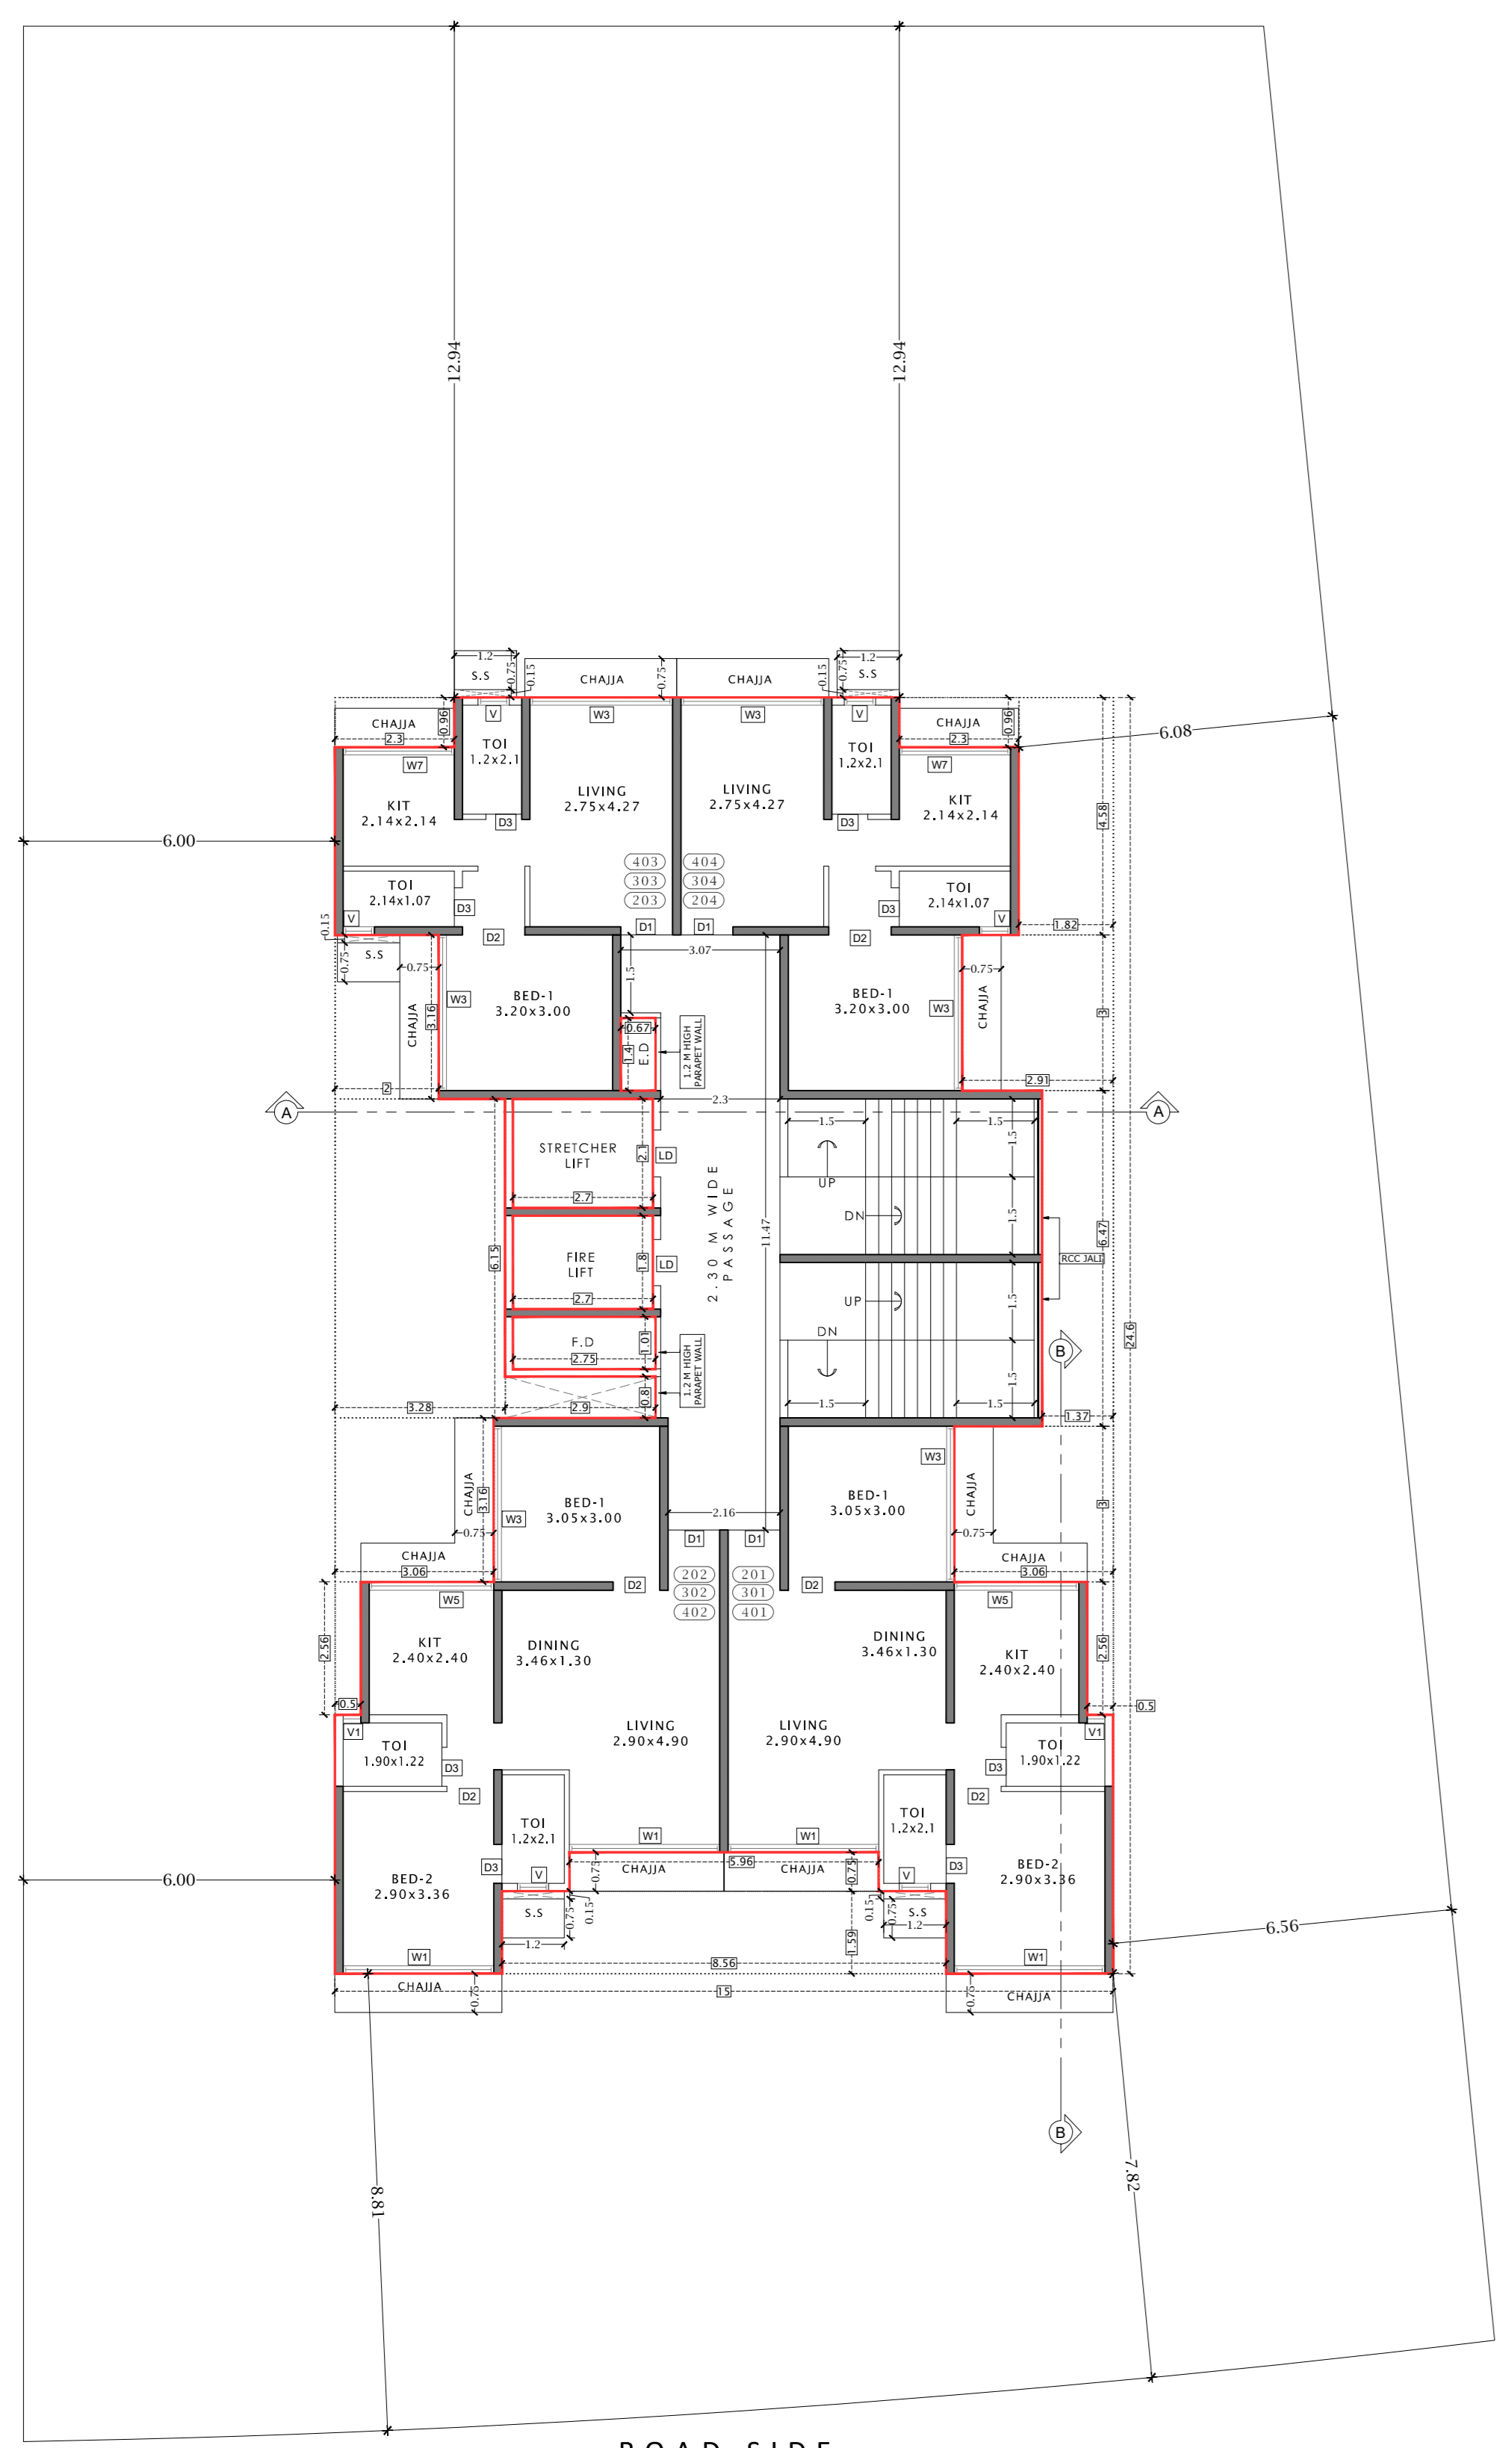 12.94
12.94
1.2
1.2
S.S
0.75
0.15
CHAJJA
0.75
CHAJJA
0.15
0.75
S.S
CHAJJA
0.96
2.3
V
W3
W3
V
CHAJJA
0.96
2.3
6.08
W7
TOI
1.2x2.1
TOI
1.2x2.1
W7
KIT
2.14x2.14
LIVING
2.75x4.27
LIVING
2.75x4.27
KIT
2.14x2.14
4.58
D3
D3
6.00
403
404
303
304
203
204
TOI
2.14x1.07
TOI
2.14x1.07
D3
D3
V
V
D2
D1
D1
D2
1.82
0.15
S.S
0.75
0.75
3.07
1.5
0.75
CHAJJA
3.16
W3
BED-1
3.20x3.00
BED-1
3.20x3.00
W3
CHAJJA
3
0.67
1.4
E.D
1.2 M HIGH
PARAPET WALL
2
2.91
A
A
2.3
STRETCHER
LIFT
2.1
LD
2.7
1.5
1.5
1.5
UP
DN
1.5
2.30 M WIDE
PASSAGE
11.47
6.15
FIRE
LIFT
1.8
LD
2.7
6.47
RCC JALI
UP
1.5
DN
F.D
1.01
2.75
1.2 M HIGH
PARAPET WALL
B
24.6
0.8
3.28
2.9
1.5
1.5
1.5
1.37
CHAJJA
3.16
0.75
W3
BED-1
3.05x3.00
2.16
BED-1
3.05x3.00
W3
CHAJJA
0.75
3
D1
D1
CHAJJA
3.06
CHAJJA
3.06
D2
202
201
D2
302
301
402
401
W5
W5
2.56
KIT
2.40x2.40
DINING
3.46x1.30
DINING
3.46x1.30
KIT
2.40x2.40
2.56
0.5
0.5
V1
V1
LIVING
2.90x4.90
LIVING
2.90x4.90
TOI
1.90x1.22
TOI
1.90x1.22
D3
D3
D2
D2
TOI
1.2x2.1
TOI
1.2x2.1
W1
W1
6.00
BED-2
2.90x3.36
D3
V
0.75
CHAJJA
5.96
CHAJJA
0.75
V
D3
BED-2
2.90x3.36
S.S
0.75
0.15
0.15
0.75
S.S
1.2
1.2
1.59
6.56
W1
W1
8.56
CHAJJA
0.75
15
0.75
CHAJJA
B
8.81
7.82
ROAD SIDE